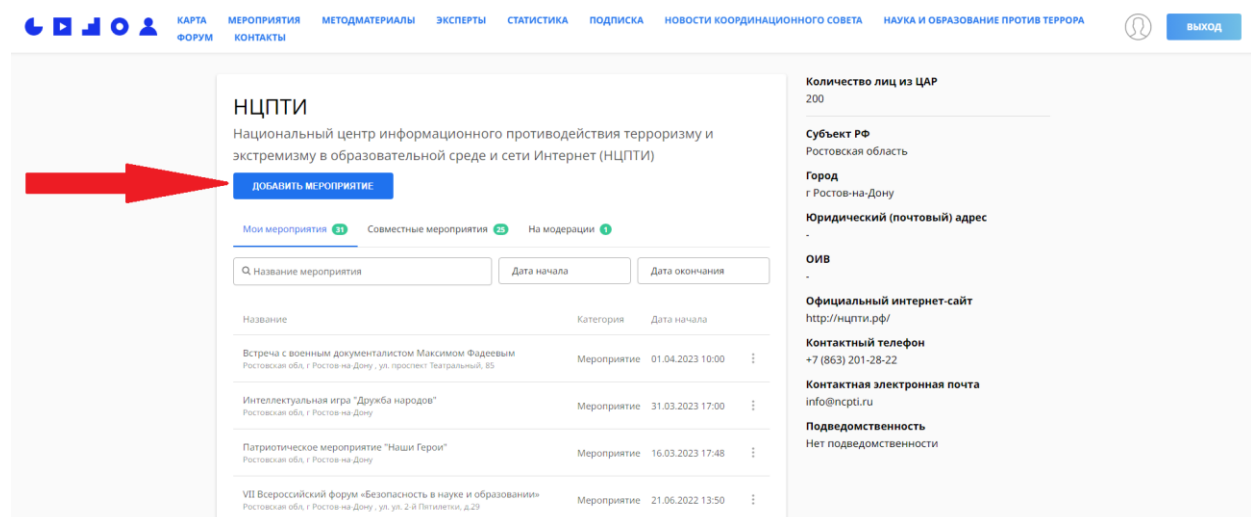 КАРТА МЕРОПРИЯТИЯ МЕТОДМАТЕРИАЛЫ ЭКСПЕРТЫ СТАТИСТИКА ПОДПИСКА НОВОСТИ КООРДИНАЦИОННОГО СОВЕТА НАУКА И ОБРАЗОВАНИЕ ПРОТИВ ТЕРРОРА
ФОРУМ КОНТАКТЫ
ВЫХОД
НЦПТИ
Национальный центр информационного противодействия терроризму и
экстремизму в образовательной среде и сети Интернет (НЦПТИ)
ДОБАВИТЬ МЕРОПРИЯТИЕ
Мои мероприятия 31 Совместные мероприятия 25 На модерации 1
Название мероприятия Дата начала Дата окончания
Название Категория Дата начала
Встреча с военным документалистом Максимом Фадеевым
Ростовская обл, г Ростов-на-Дону , ул. проспект Театральный, 85
Мероприятие 01.04.2023 10:00
Интеллектуальная игра "Дружба народов"
Ростовская обл, г Ростов-на-Дону
Мероприятие 31.03.2023 17:00
Патриотическое мероприятие "Наши Герои"
Ростовская обл, г Ростов-на-Дону
Мероприятие 16.03.2023 17:48
VII Всероссийский форум «Безопасность в науке и образовании»
Ростовская обл, г Ростов-на-Дону , ул. ул. 2-й Пятилетки, д.29
Мероприятие 21.06.2022 13:50
Количество лиц из ЦАР
200
Субъект РФ
Ростовская область
Город
г Ростов-на-Дону
Юридический (почтовый) адрес
-
ОИВ
-
Официальный интернет-сайт
http://нцпти.рф/
Контактный телефон
+7 (863) 201-28-22
Контактная электронная почта
info@ncpti.ru
Подведомственность
Нет подведомственности